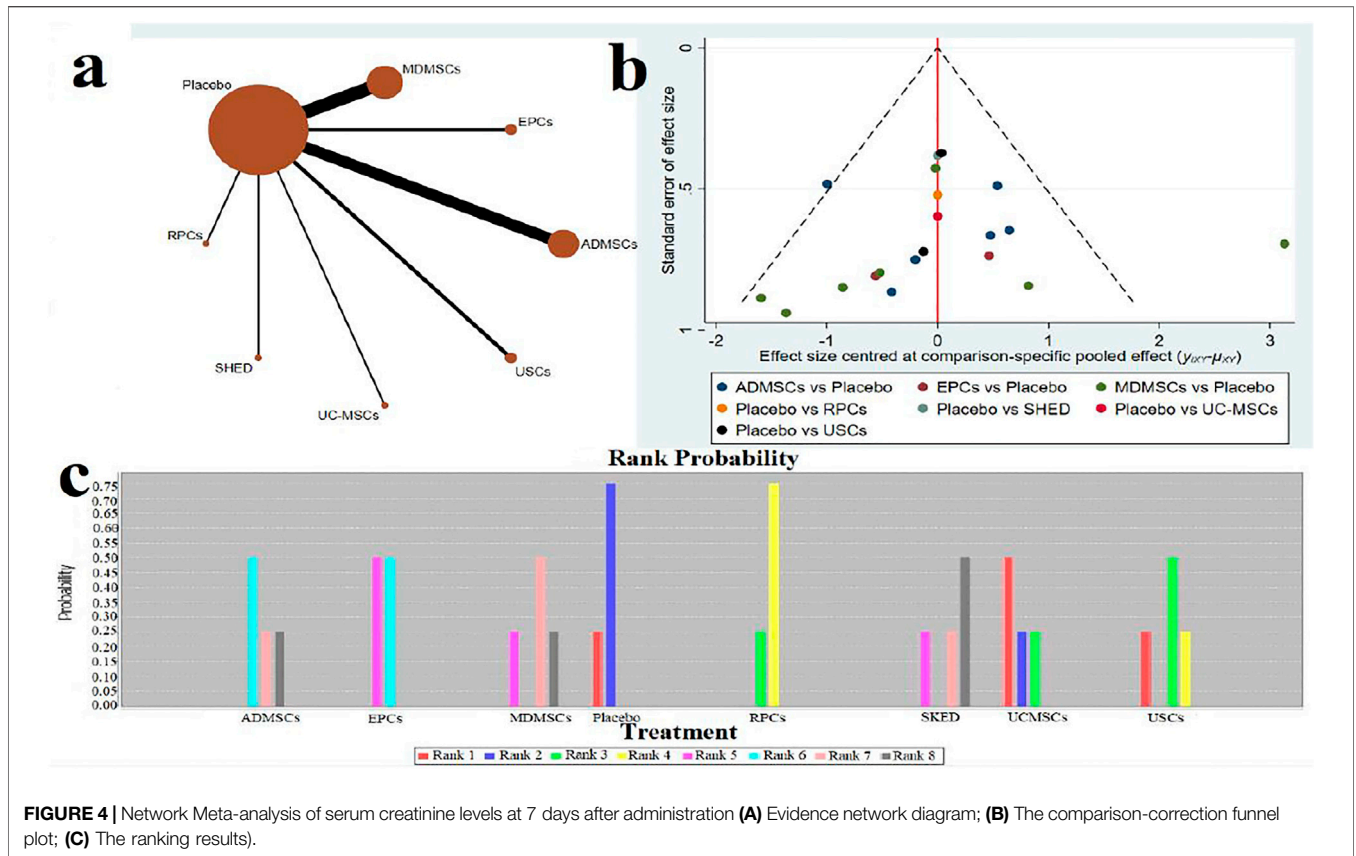 a
Placebo
MDMSCs
EPCs
ADMSCs
USCs
UC-MSCs
SHED
RPCs
b
Standard error of effect size
0
.5
1
-2 -1 0 1 2 3
Effect size centred at comparison-specific pooled effect (yiXY-μXY)
ADMSCs vs Placebo EPCs vs Placebo MDMSCs vs Placebo
Placebo vs RPCs Placebo vs SHED Placebo vs UC-MSCs
Placebo vs USCs
c
Rank Probability
Probability
0.75
0.70
0.65
0.60
0.55
0.50
0.45
0.40
0.35
0.30
0.25
0.20
0.15
0.10
0.05
0.00
ADMSCs EPCs MDMSCs Placebo RPCs SKED UCMSCs USCs
Treatment
Rank 1 Rank 2 Rank 3 Rank 4 Rank 5 Rank 6 Rank 7 Rank 8
FIGURE 4 | Network Meta-analysis of serum creatinine levels at 7 days after administration (A) Evidence network diagram; (B) The comparison-correction funnel
plot; (C) The ranking results).